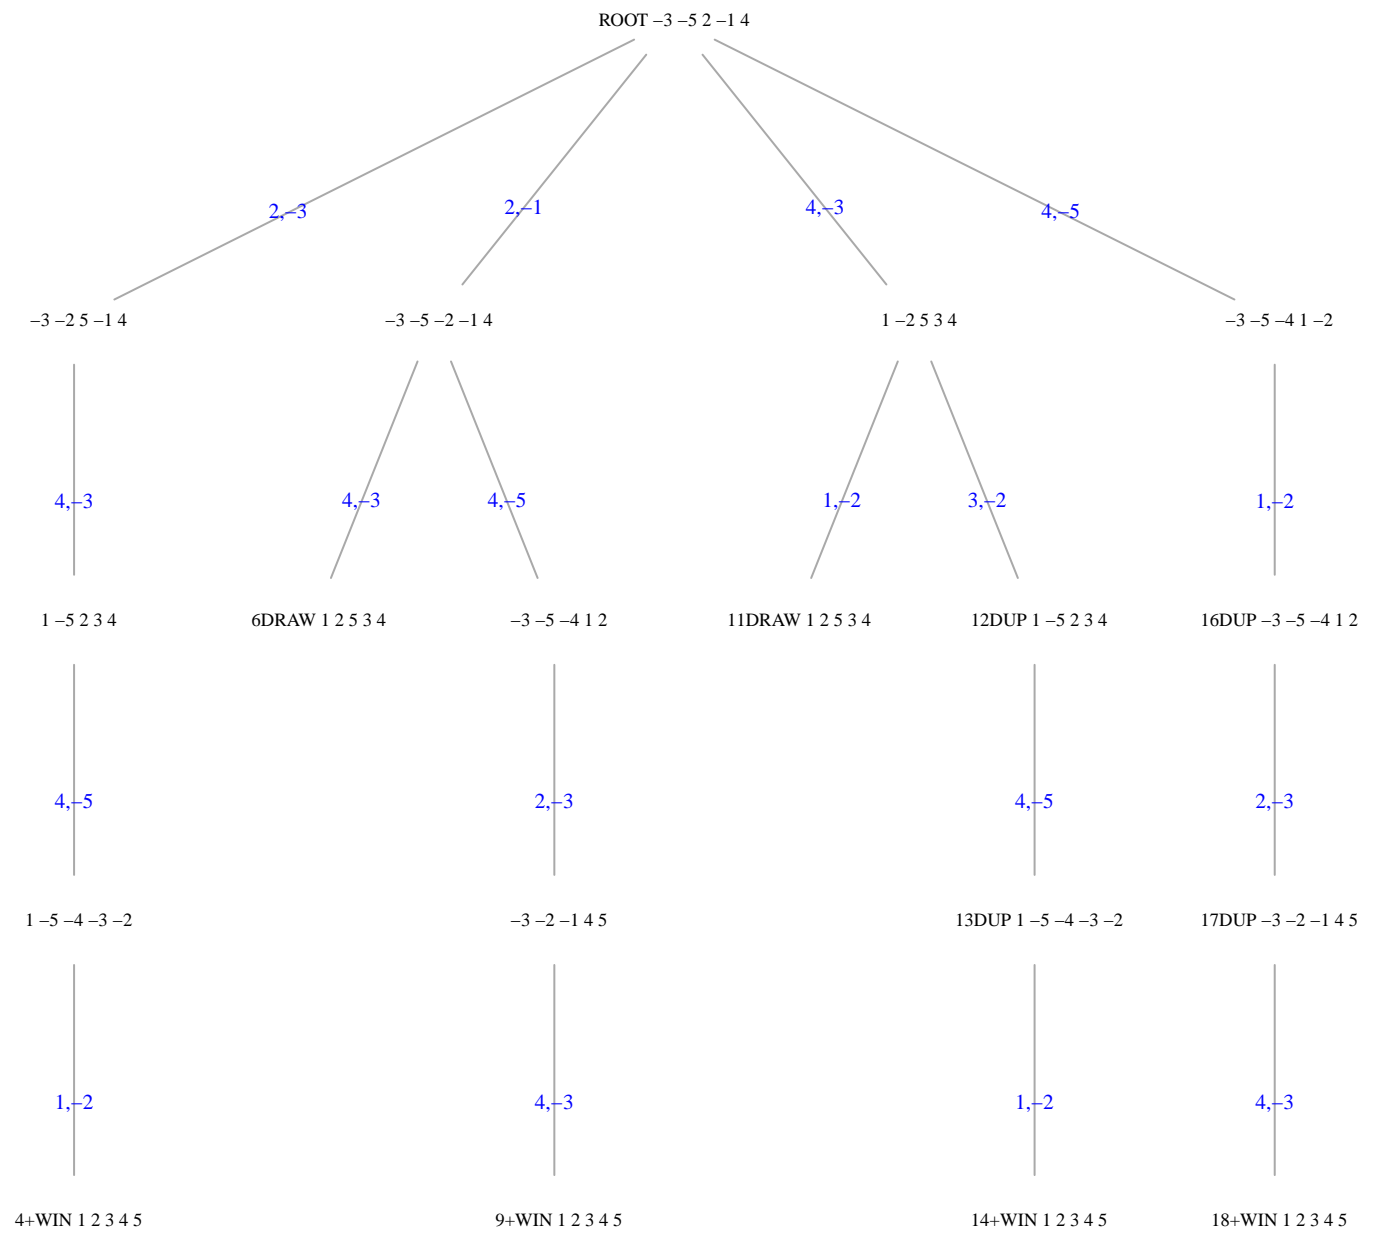 ROOT −3 −5 2 −1 4
2,−3
2,−1
4,−3
4,−5
−3 −2 5 −1 4
−3 −5 −2 −1 4
1 −2 5 3 4
−3 −5 −4 1 −2
4,−3
4,−3
4,−5
1,−2
3,−2
1,−2
1 −5 2 3 4
6DRAW 1 2 5 3 4
−3 −5 −4 1 2
11DRAW 1 2 5 3 4
12DUP 1 −5 2 3 4
16DUP −3 −5 −4 1 2
4,−5
2,−3
4,−5
2,−3
1 −5 −4 −3 −2
−3 −2 −1 4 5
13DUP 1 −5 −4 −3 −2
17DUP −3 −2 −1 4 5
1,−2
4,−3
1,−2
4,−3
4+WIN 1 2 3 4 5
9+WIN 1 2 3 4 5
14+WIN 1 2 3 4 5
18+WIN 1 2 3 4 5